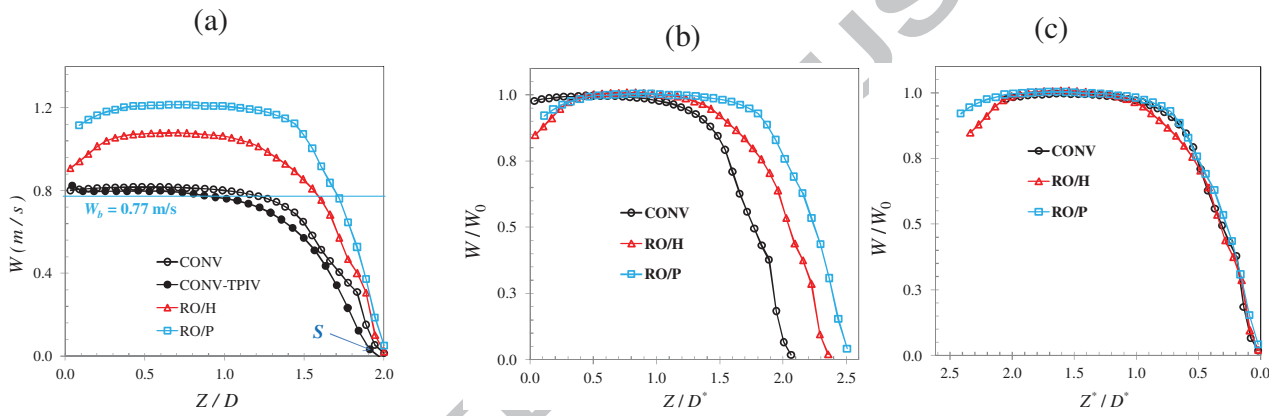 (a)
1.2
0.8
0.4
0.0
W (m / s)
W_b = 0.77 m/s
CONV
CONV-TPIV
RO/H
RO/P
S
0.0 0.5 1.0 1.5 2.0
Z / D
(b)
1.0
0.8
0.5
0.3
0.0
W / W_0
CONV
RO/H
RO/P
0.0 0.5 1.0 1.5 2.0 2.5
Z / D^*
(c)
1.0
0.8
0.5
0.3
0.0
W / W_0
CONV
RO/H
RO/P
2.5 2.0 1.5 1.0 0.5 0.0
Z^* / D^*